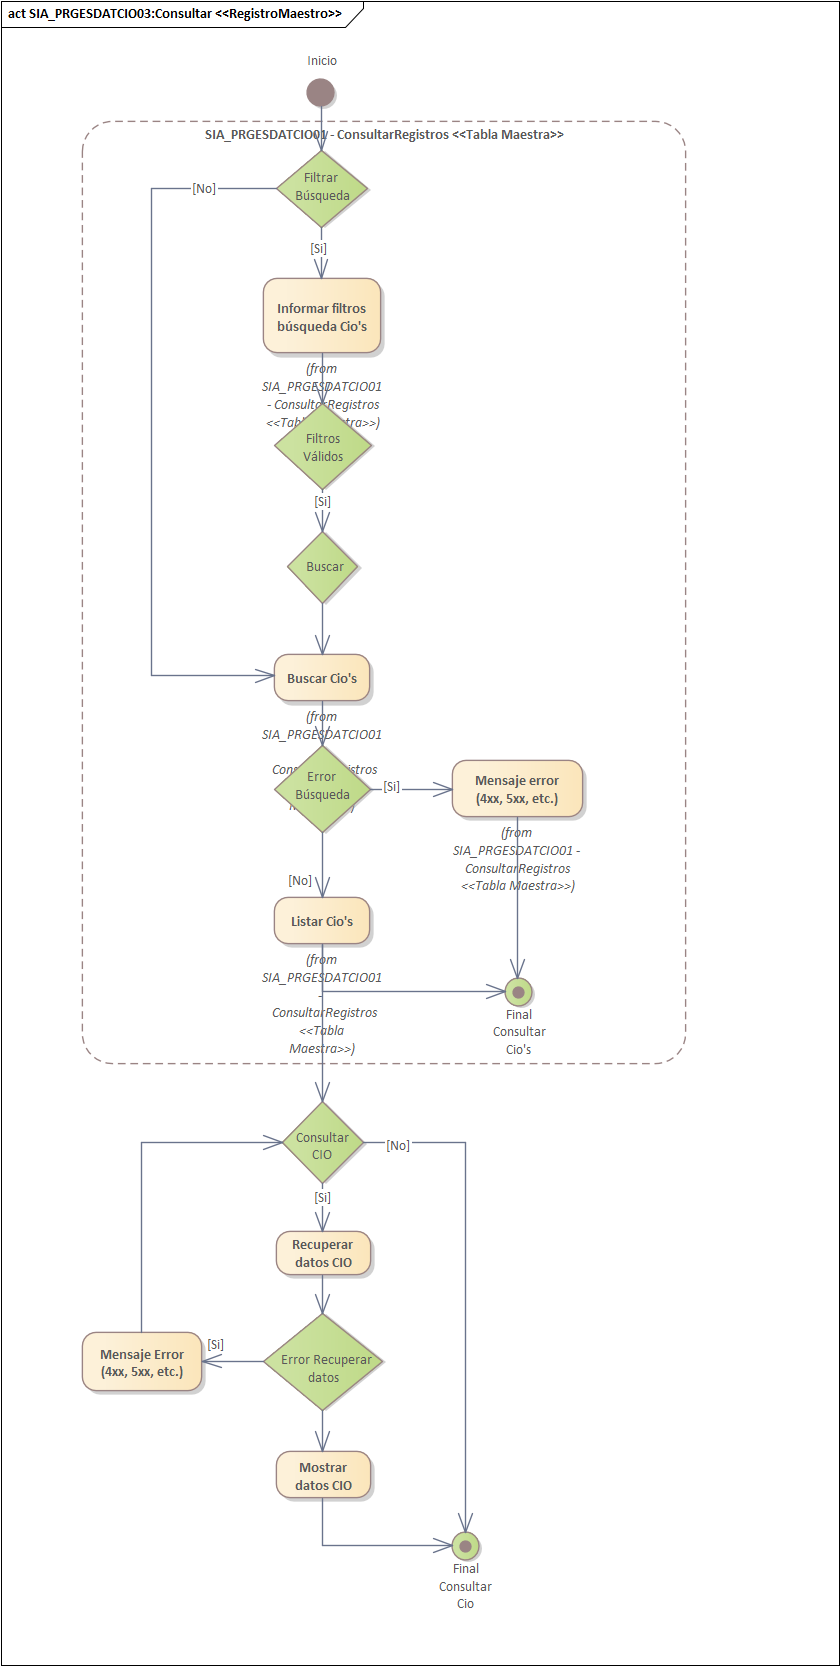 act SIA_PRGESDATCIO03:Consultar <<RegistroMaestro>>
Inicio
SIA_PRGESDATCIO01 - ConsultarRegistros <<Tabla Maestra>>
Filtrar
Búsqueda
[No]
[Si]
Informar filtros
búsqueda Cio's
(from
SIA_PRGESDATCIO01
- ConsultarRegistros
<<Tabla Maestra>>)
Filtros
Válidos
[Si]
Buscar
Buscar Cio's
(from
SIA_PRGESDATCIO01
Error
Búsqueda
[Si]
Mensaje error
(4xx, 5xx, etc.)
(from
SIA_PRGESDATCIO01 -
ConsultarRegistros
<<Tabla Maestra>>)
[No]
Listar Cio's
(from
SIA_PRGESDATCIO01
-
ConsultarRegistros
<<Tabla
Maestra>>)
Final
Consultar
Cio's
Consultar
CIO
[No]
[Si]
Recuperar
datos CIO
Error Recuperar
datos
[Si]
Mensaje Error
(4xx, 5xx, etc.)
Mostrar
datos CIO
Final
Consultar
Cio